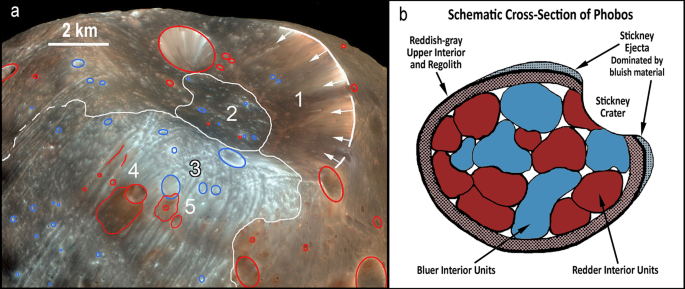 a
2 km
1
2
3
4
5
b
Schematic Cross-Section of Phobos
Reddish-gray
Upper Interior
and Regolith
Stickney
Ejecta
Dominated by
bluish material
Stickney
Crater
Bluer Interior Units
Redder Interior Units